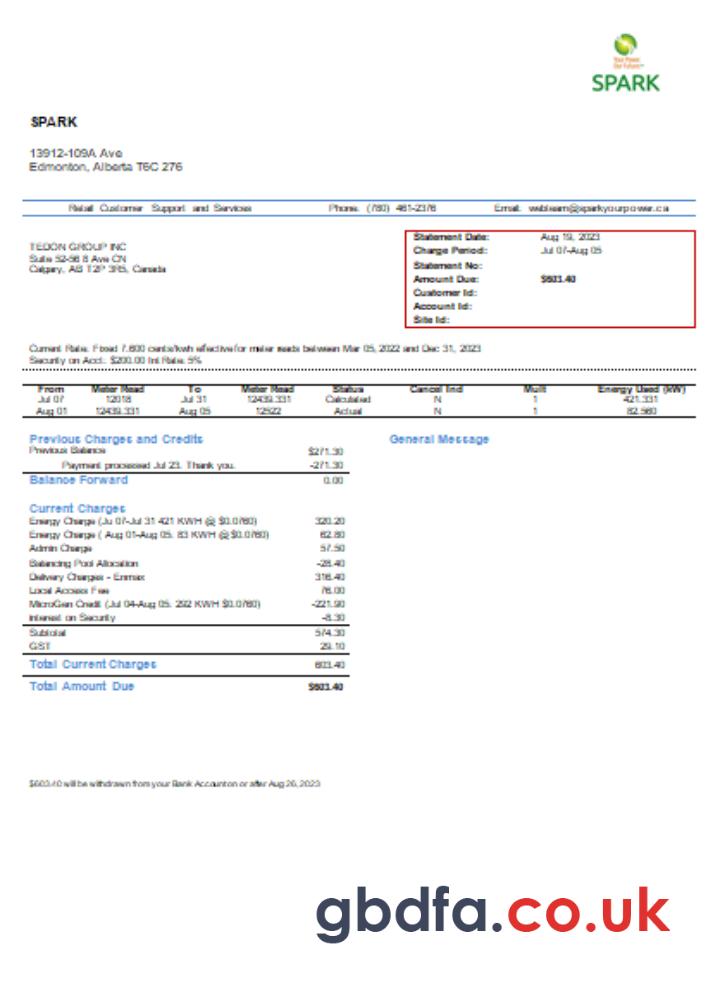 Your Power
Our Future™
SPARK
SPARK
13912-109A Ave
Edmonton, Alberta T6C 276
Retail Customer Support and Services Phone. (780) 461-2376 Email. webteam@sparkyourpower.ca
TEDON GROUP INC
Suite 52-56 8 Ave CN
Calgary, AB T2P 3R5, Canada
Statement Date: Aug 19, 2023
Charge Period: Jul 07-Aug 05
Statement No:
Amount Due: $603.40
Customer Id:
Account Id:
Site Id:
Current Rate: Fixed 7.600 cents/kwh effective for meter reads between Mar 05, 2022 and Dec 31, 2023
Security on Acct.: $200.00 Int Rate: 5%
From Meter Read To Meter Read Status Cancel Ind Mult Energy Used (kW)
Jul 07 12018 Jul 31 12439.331 Calculated N 1 421.331
Aug 01 12439.331 Aug 05 12522 Actual N 1 82.560
Previous Charges and Credits
Previous Balance $271.30
Payment processed Jul 23. Thank you. -271.30
Balance Forward 0.00
General Message
Current Charges
Energy Charge (Ju 07-Jul 31 421 KWH @ $0.0760) 320.20
Energy Charge ( Aug 01-Aug 05. 83 KWH @ $0.0760) 62.80
Admin Charge 57.50
Balancing Pool Allocation -28.40
Delivery Charges - Enmax 316.40
Local Access Fee 76.00
MicroGen Credit (Jul 04-Aug 05. 292 KWH $0.0760) -221.90
Interest on Security -8.30
Subtotal 574.30
GST 29.10
Total Current Charges 603.40
Total Amount Due $603.40
$603.40 will be withdrawn from your Bank Accounton or after Aug 26, 2023
gbdfa.co.uk